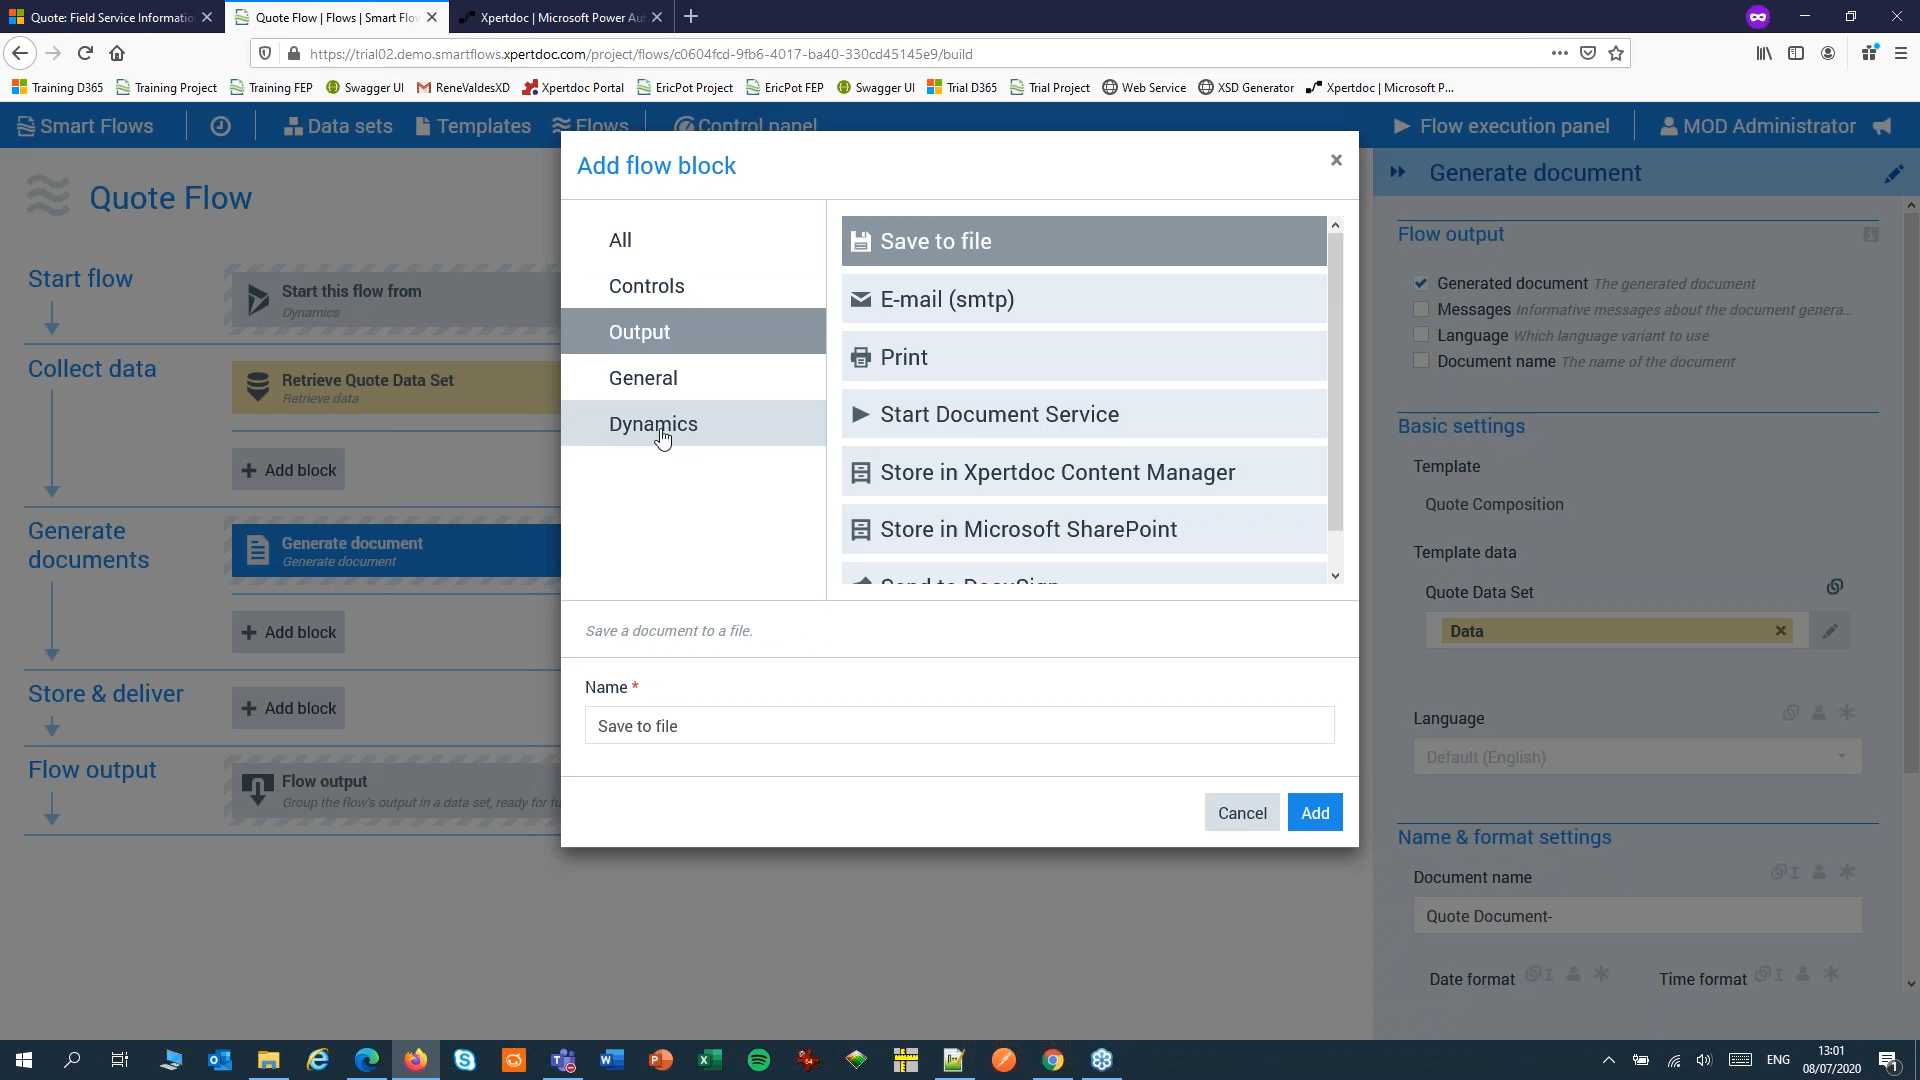 Quote: Field Service Informatio
Quote Flow | Flows | Smart Flo
Xpertdoc | Microsoft Power Au
https://trial02.demo.smartflows.xpertdoc.com/project/flows/c0604fcd-9fb6-4017-ba40-330cd45145e9/build
Training D365 Training Project Training FEP Swagger UI ReneValdesXD Xpertdoc Portal EricPot Project EricPot FEP Swagger UI Trial D365 Trial Project Web Service XSD Generator Xpertdoc | Microsoft P...
Smart Flows Data sets Templates Flows Control panel Flow execution panel MOD Administrator
Quote Flow
Start flow
Start this flow from
Dynamics
Collect data
Retrieve Quote Data Set
Retrieve data
Add block
Generate
documents
Generate document
Generate document
Add block
Store & deliver
Add block
Flow output
Flow output
Group the flow's output in a data set, ready for fu
Add flow block
All
Controls
Output
General
Dynamics
Save to file
E-mail (smtp)
Print
Start Document Service
Store in Xpertdoc Content Manager
Store in Microsoft SharePoint
Send to DocuSign
Save a document to a file.
Name *
Save to file
Cancel Add
Generate document
Flow output
Generated document The generated document
Messages Informative messages about the document genera...
Language Which language variant to use
Document name The name of the document
Basic settings
Template
Quote Composition
Template data
Quote Data Set
Data
Language
Default (English)
Name & format settings
Document name
Quote Document-
Date format Time format
ENG
13:01
08/07/2020
1